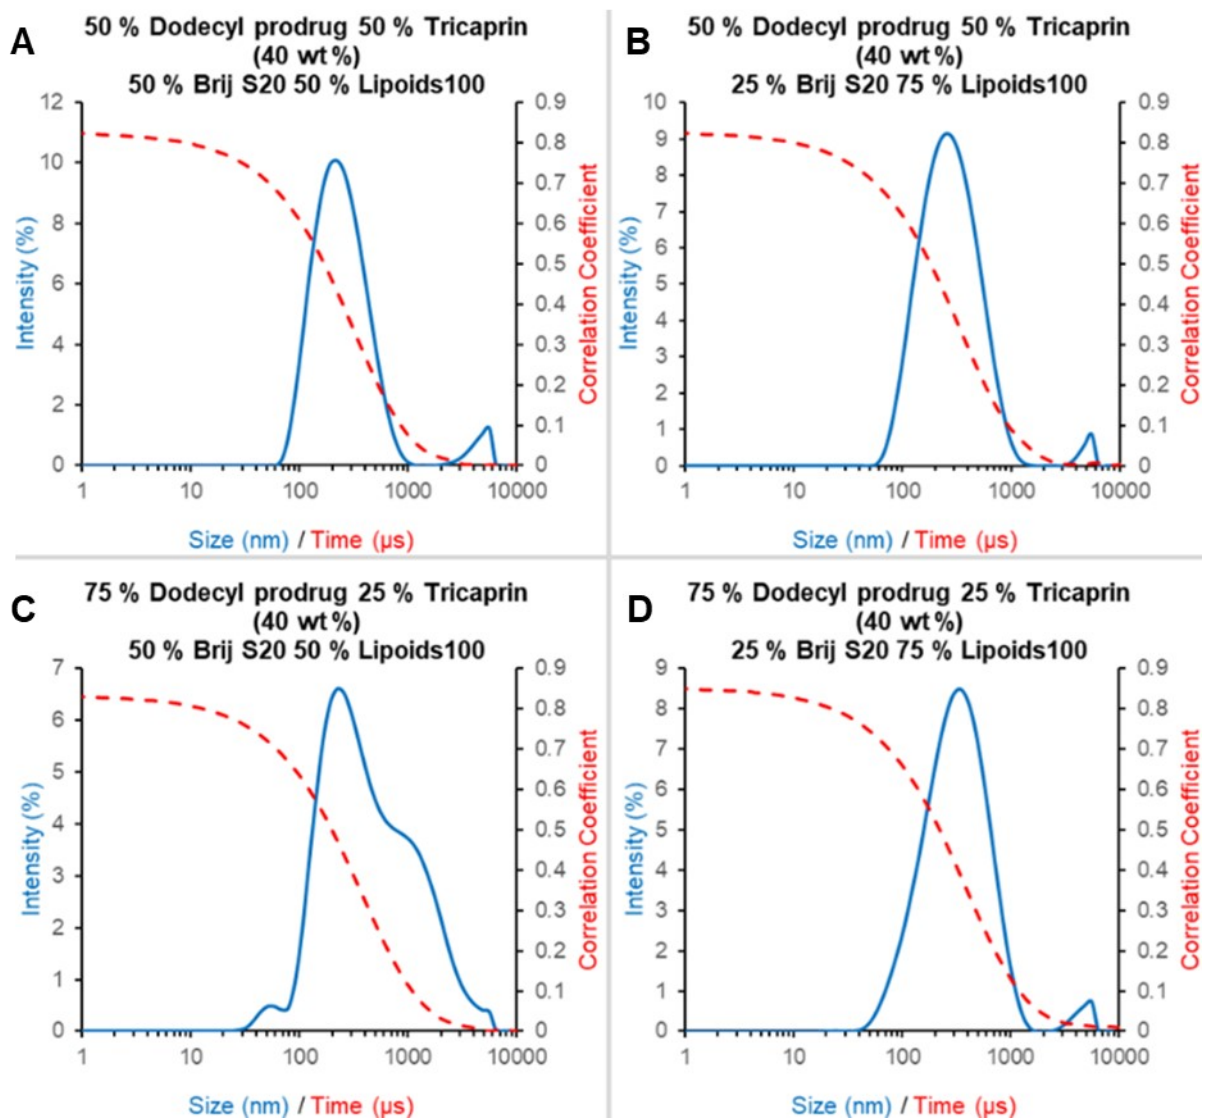 A
50 % Dodecyl prodrug 50 % Tricaprin
(40 wt%)
50 % Brij S20 50 % Lipoids100
12
10
8
6
4
2
0
Intensity (%)
0.9
0.8
0.7
0.6
0.5
0.4
0.3
0.2
0.1
0
Correlation Coefficient
1 10 100 1000 10000
Size (nm) / Time (µs)
B
50 % Dodecyl prodrug 50 % Tricaprin
(40 wt%)
25 % Brij S20 75 % Lipoids100
10
9
8
7
6
5
4
3
2
1
0
Intensity (%)
0.9
0.8
0.7
0.6
0.5
0.4
0.3
0.2
0.1
0
Correlation Coefficient
1 10 100 1000 10000
Size (nm) / Time (µs)
C
75 % Dodecyl prodrug 25 % Tricaprin
(40 wt%)
50 % Brij S20 50 % Lipoids100
7
6
5
4
3
2
1
0
Intensity (%)
0.9
0.8
0.7
0.6
0.5
0.4
0.3
0.2
0.1
0
Correlation Coefficient
1 10 100 1000 10000
Size (nm) / Time (µs)
D
75 % Dodecyl prodrug 25 % Tricaprin
(40 wt%)
25 % Brij S20 75 % Lipoids100
9
8
7
6
5
4
3
2
1
0
Intensity (%)
0.9
0.8
0.7
0.6
0.5
0.4
0.3
0.2
0.1
0
Correlation Coefficient
1 10 100 1000 10000
Size (nm) / Time (µs)